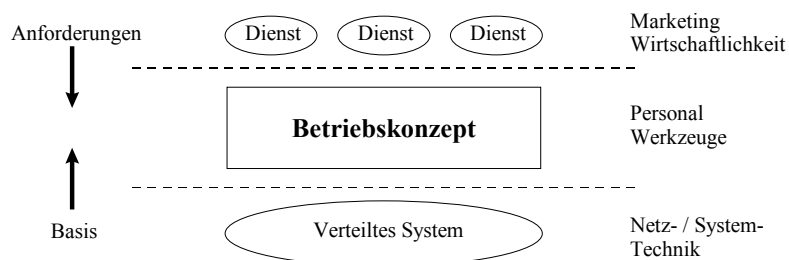 Anforderungen
Dienst Dienst Dienst
Marketing
Wirtschaftlichkeit
Betriebskonzept
Personal
Werkzeuge
Basis
Verteiltes System
Netz- / System-
Technik